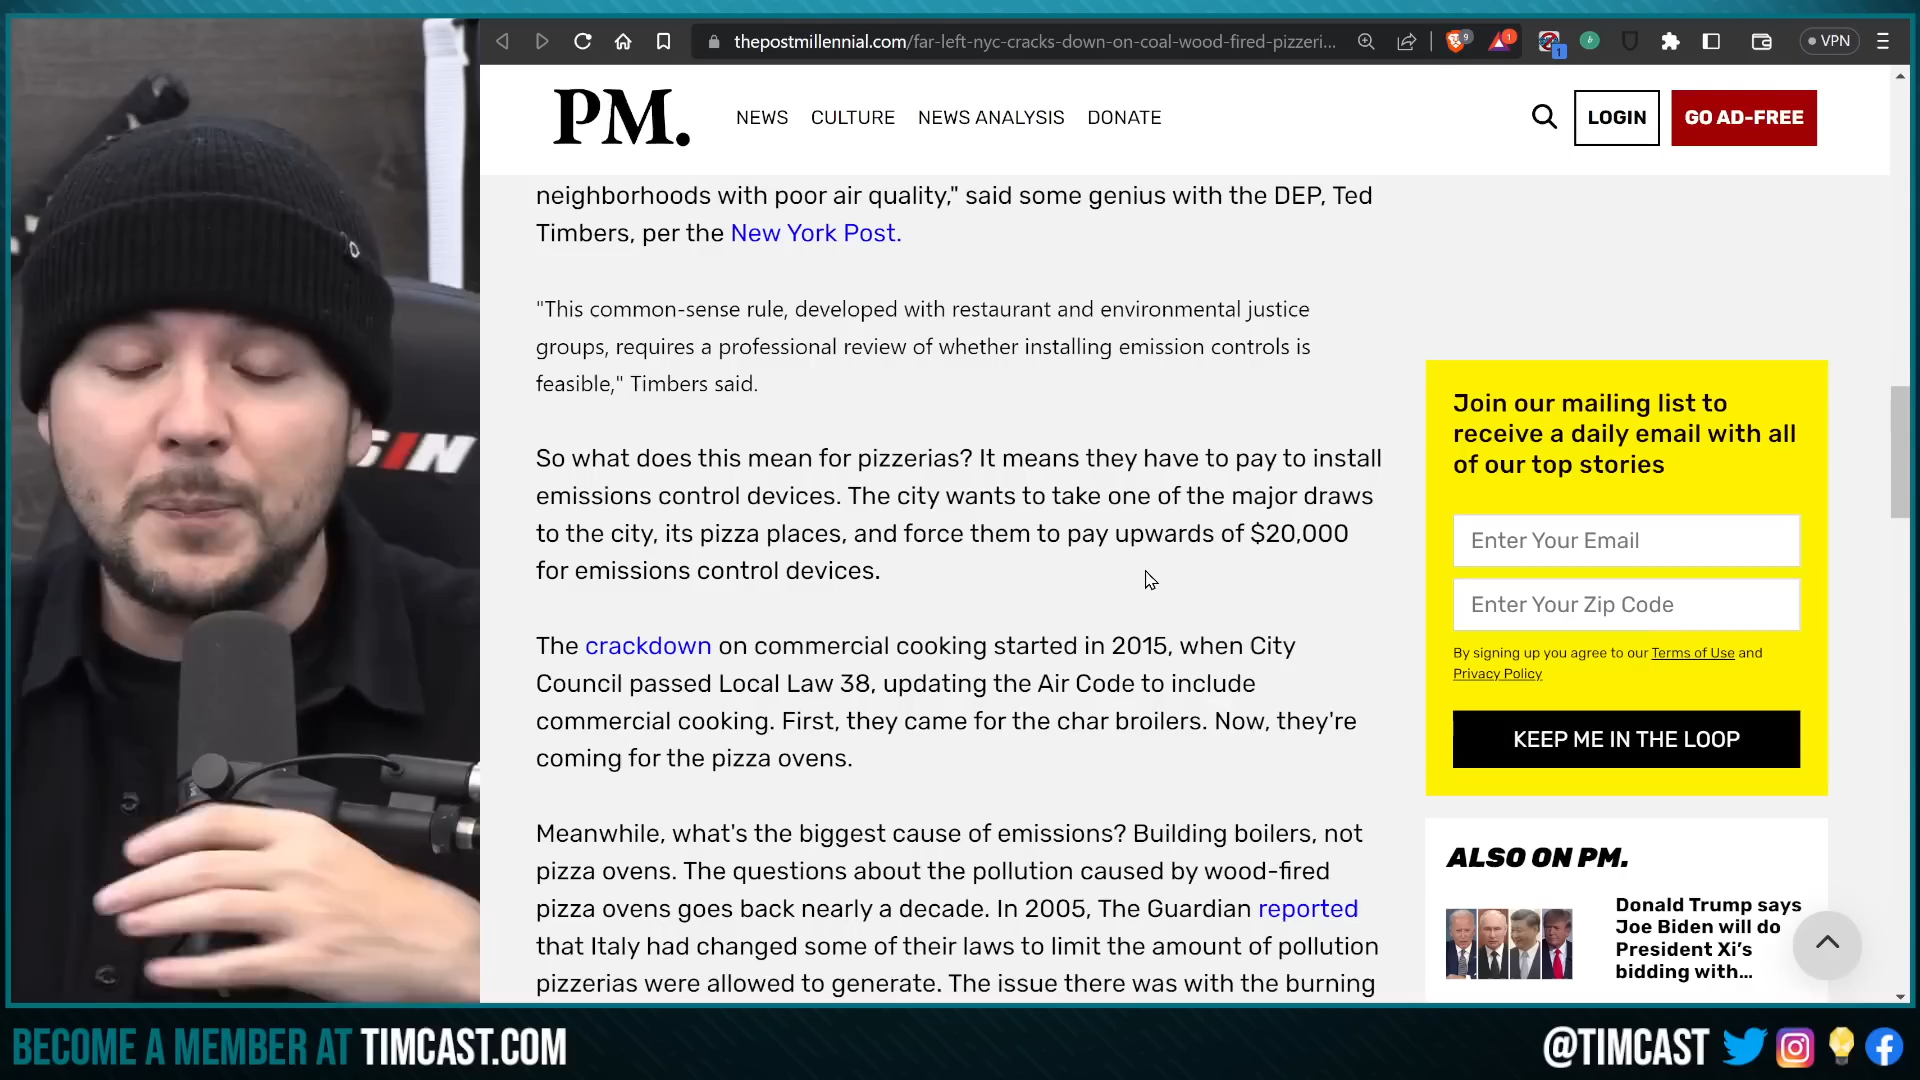 thepostmillennial.com/far-left-nyc-cracks-down-on-coal-wood-fired-pizzeri...
9
1
1
VPN
PM.
NEWS
CULTURE
NEWS ANALYSIS
DONATE
LOGIN
GO AD-FREE
neighborhoods with poor air quality," said some genius with the DEP, Ted
Timbers, per the New York Post.
"This common-sense rule, developed with restaurant and environmental justice
groups, requires a professional review of whether installing emission controls is
feasible," Timbers said.
So what does this mean for pizzerias? It means they have to pay to install
emissions control devices. The city wants to take one of the major draws
to the city, its pizza places, and force them to pay upwards of $20,000
for emissions control devices.
The crackdown on commercial cooking started in 2015, when City
Council passed Local Law 38, updating the Air Code to include
commercial cooking. First, they came for the char broilers. Now, they're
coming for the pizza ovens.
Meanwhile, what's the biggest cause of emissions? Building boilers, not
pizza ovens. The questions about the pollution caused by wood-fired
pizza ovens goes back nearly a decade. In 2005, The Guardian reported
that Italy had changed some of their laws to limit the amount of pollution
pizzerias were allowed to generate. The issue there was with the burning
Join our mailing list to
receive a daily email with all
of our top stories
Enter Your Email
Enter Your Zip Code
By signing up you agree to our Terms of Use and
Privacy Policy
KEEP ME IN THE LOOP
ALSO ON PM.
Donald Trump says
Joe Biden will do
President Xi's
bidding with...
BECOME A MEMBER AT TIMCAST.COM
@TIMCAST